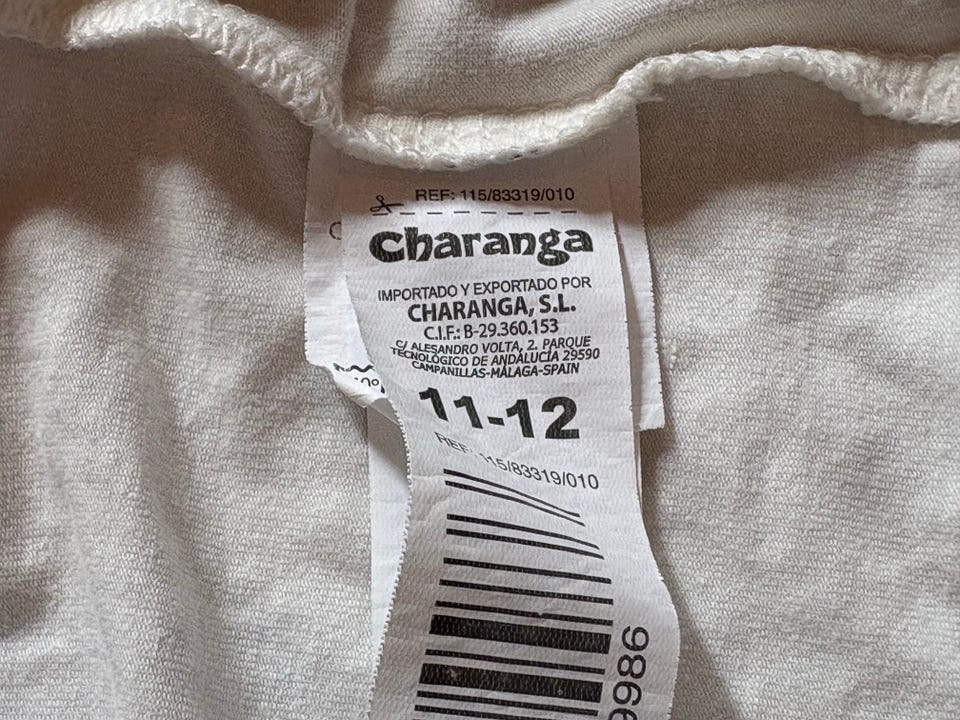 REF: 115/83319/010
Charanga
IMPORTADO Y EXPORTADO POR
CHARANGA, S.L.
C.I.F.: B-29.360.153
C/ ALESANDRO VOLTA, 2. PARQUE
TECNOLÓGICO DE ANDALUCÍA 29590
CAMPANILLAS-MÁLAGA-SPAIN
11-12
REF: 115/83319/010